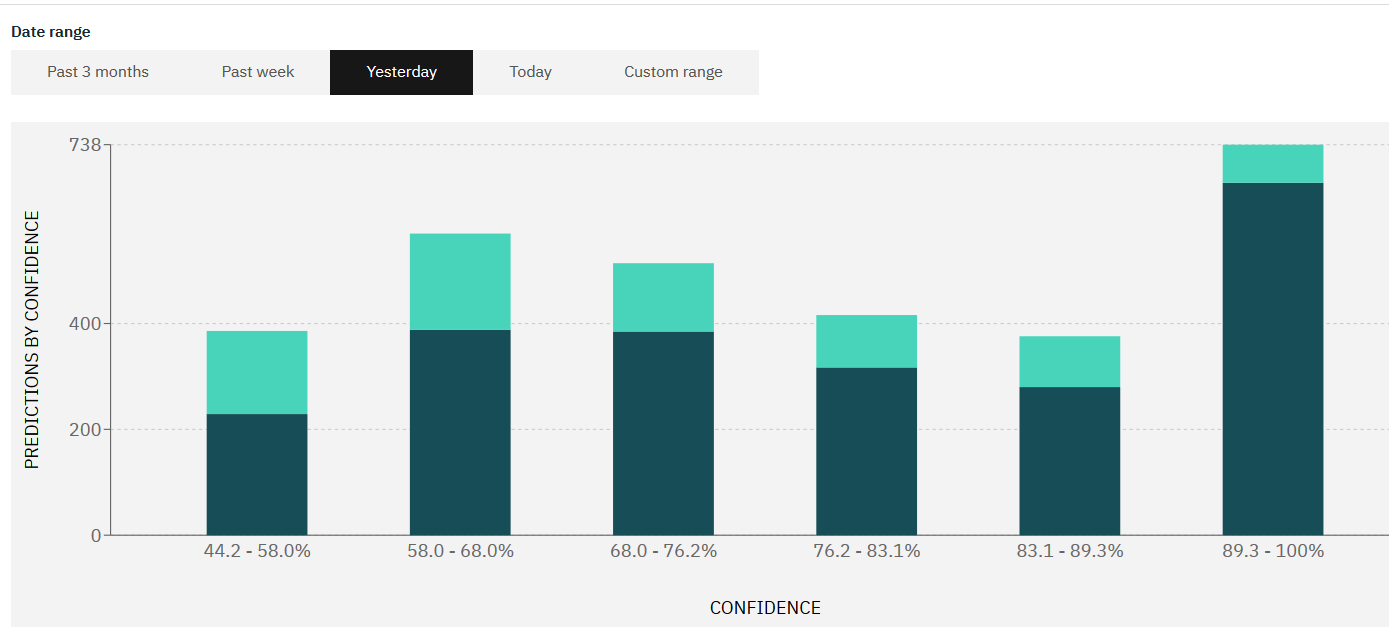 Date range
Past 3 months Past week Yesterday Today Custom range
738
400
200
0
PREDICTIONS BY CONFIDENCE
44.2 - 58.0% 58.0 - 68.0% 68.0 - 76.2% 76.2 - 83.1% 83.1 - 89.3% 89.3 - 100%
CONFIDENCE